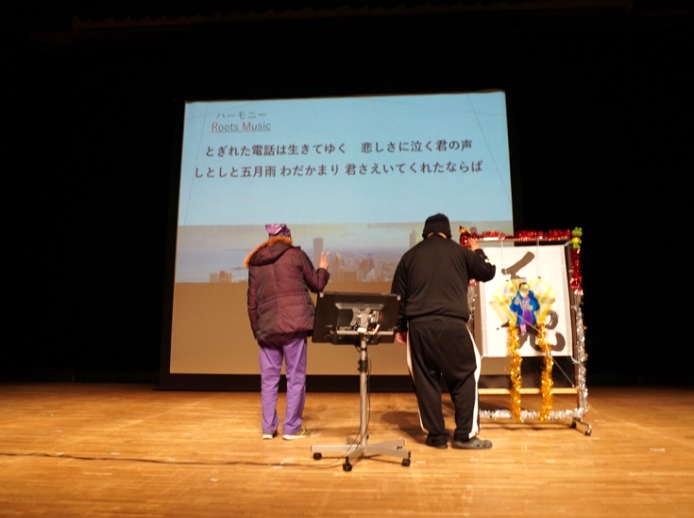 ハーモニー
Roots Music
とぎれた電話は生きてゆく 悲しさに泣く君の声
しとしと五月雨 わだかまり 君さえいてくれたならば